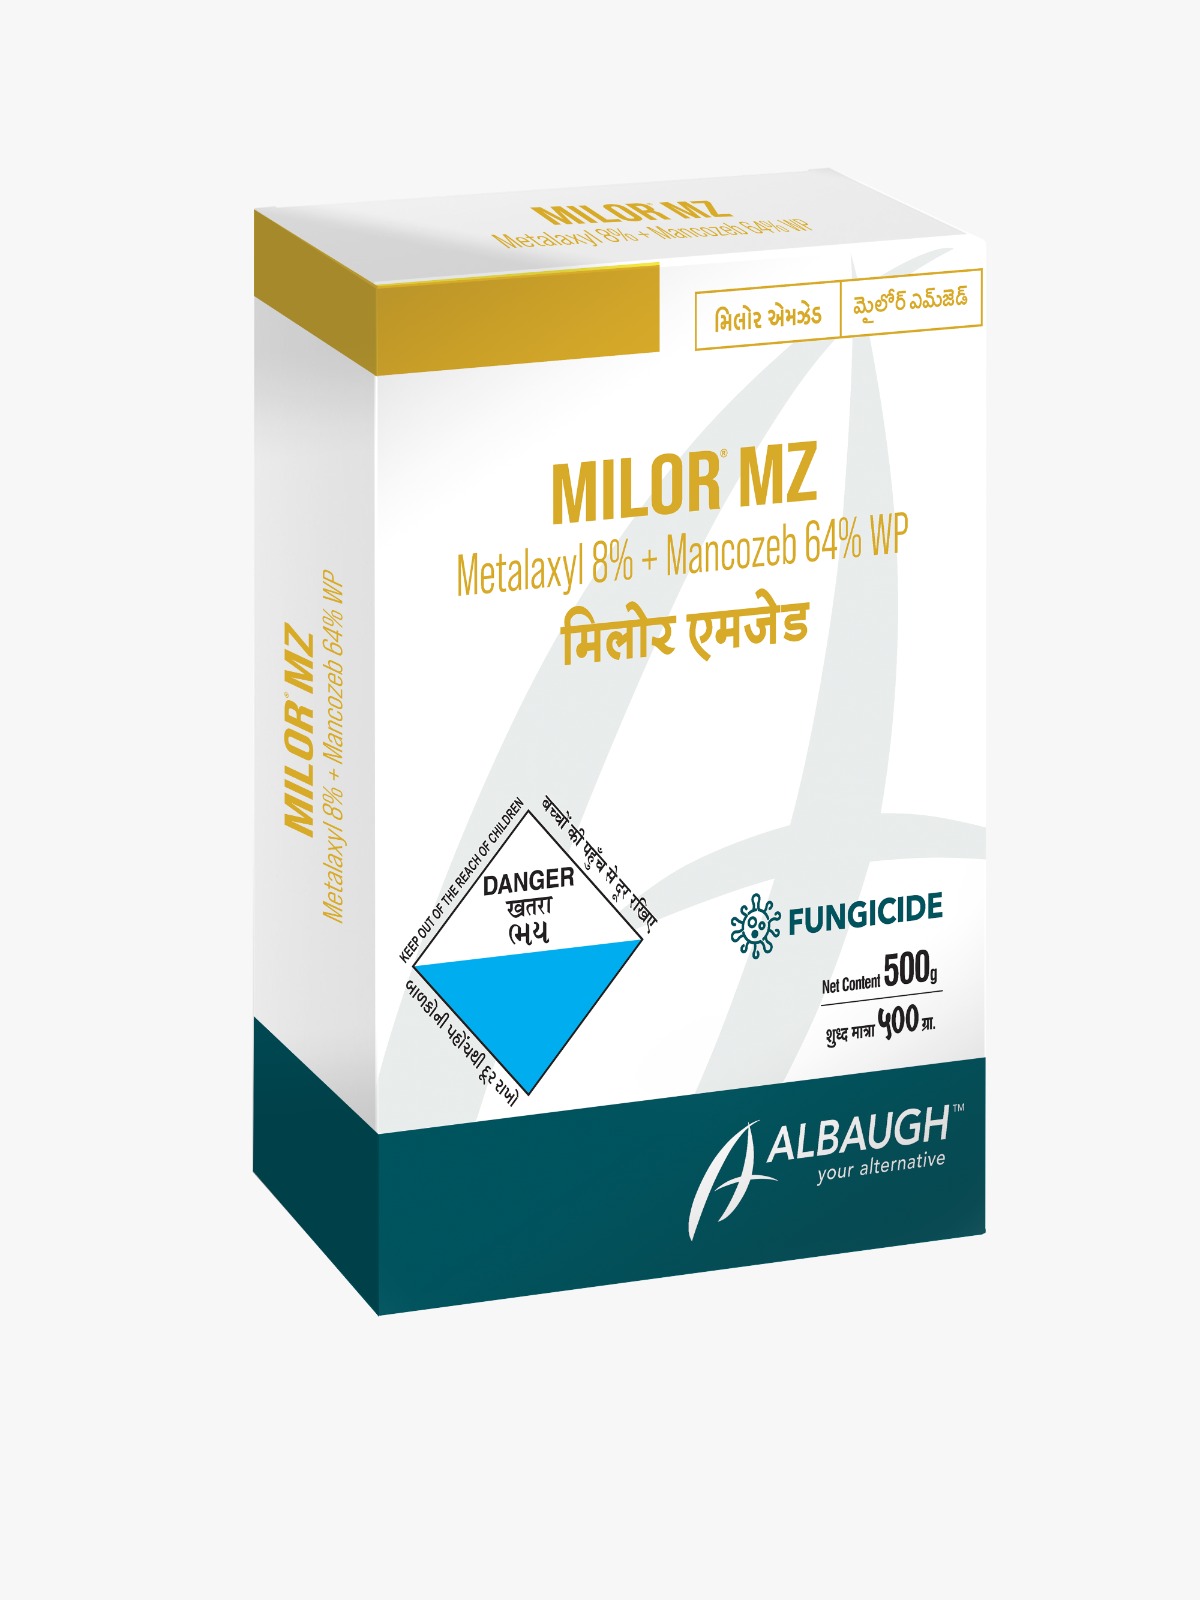 MILOR® MZ
Metalaxyl 8% + Mancozeb 64% WP
મિલોર એમઝેડ
మైలోర్ ఎమ్‌జెడ్
MILOR® MZ
Metalaxyl 8% + Mancozeb 64% WP
मिलोर एमजेड
MILOR® MZ
Metalaxyl 8% + Mancozeb 64% WP
KEEP OUT OF THE REACH OF CHILDREN
बच्चों की पहुँच से दूर रखिए
DANGER
खतरा
ભય
બાળકોની પહોંચથી દૂર રાખો
FUNGICIDE
Net Content 500g
शुध्द मात्रा ५00 ग्रा.
ALBAUGH™
your alternative